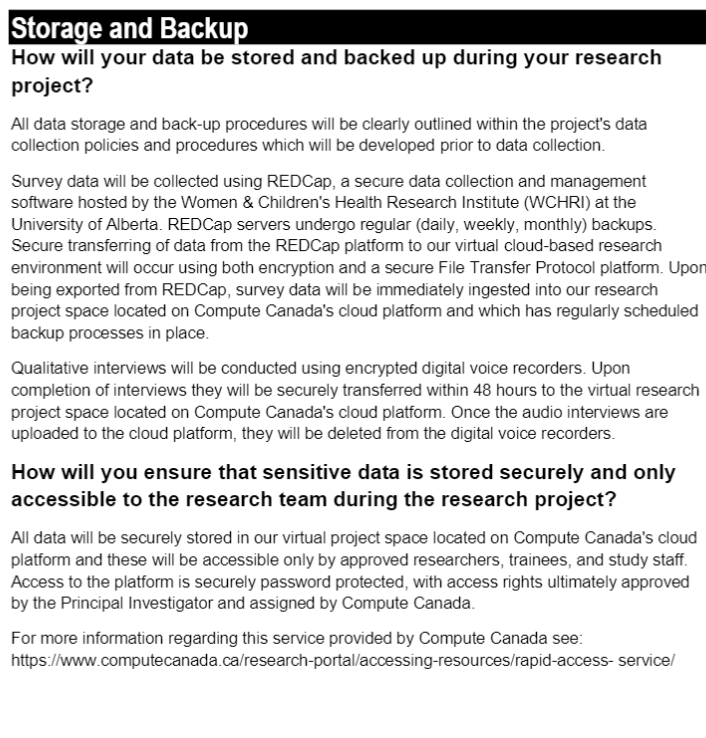 Storage and Backup
How will your data be stored and backed up during your research
project?
All data storage and back-up procedures will be clearly outlined within the project's data
collection policies and procedures which will be developed prior to data collection.
Survey data will be collected using REDCap, a secure data collection and management
software hosted by the Women & Children's Health Research Institute (WCHRI) at the
University of Alberta. REDCap servers undergo regular (daily, weekly, monthly) backups.
Secure transferring of data from the REDCap platform to our virtual cloud-based research
environment will occur using both encryption and a secure File Transfer Protocol platform. Upon
being exported from REDCap, survey data will be immediately ingested into our research
project space located on Compute Canada's cloud platform and which has regularly scheduled
backup processes in place.
Qualitative interviews will be conducted using encrypted digital voice recorders. Upon
completion of interviews they will be securely transferred within 48 hours to the virtual research
project space located on Compute Canada's cloud platform. Once the audio interviews are
uploaded to the cloud platform, they will be deleted from the digital voice recorders.
How will you ensure that sensitive data is stored securely and only
accessible to the research team during the research project?
All data will be securely stored in our virtual project space located on Compute Canada's cloud
platform and these will be accessible only by approved researchers, trainees, and study staff.
Access to the platform is securely password protected, with access rights ultimately approved
by the Principal Investigator and assigned by Compute Canada.
For more information regarding this service provided by Compute Canada see:
https://www.computecanada.ca/research-portal/accessing-resources/rapid-access- service/